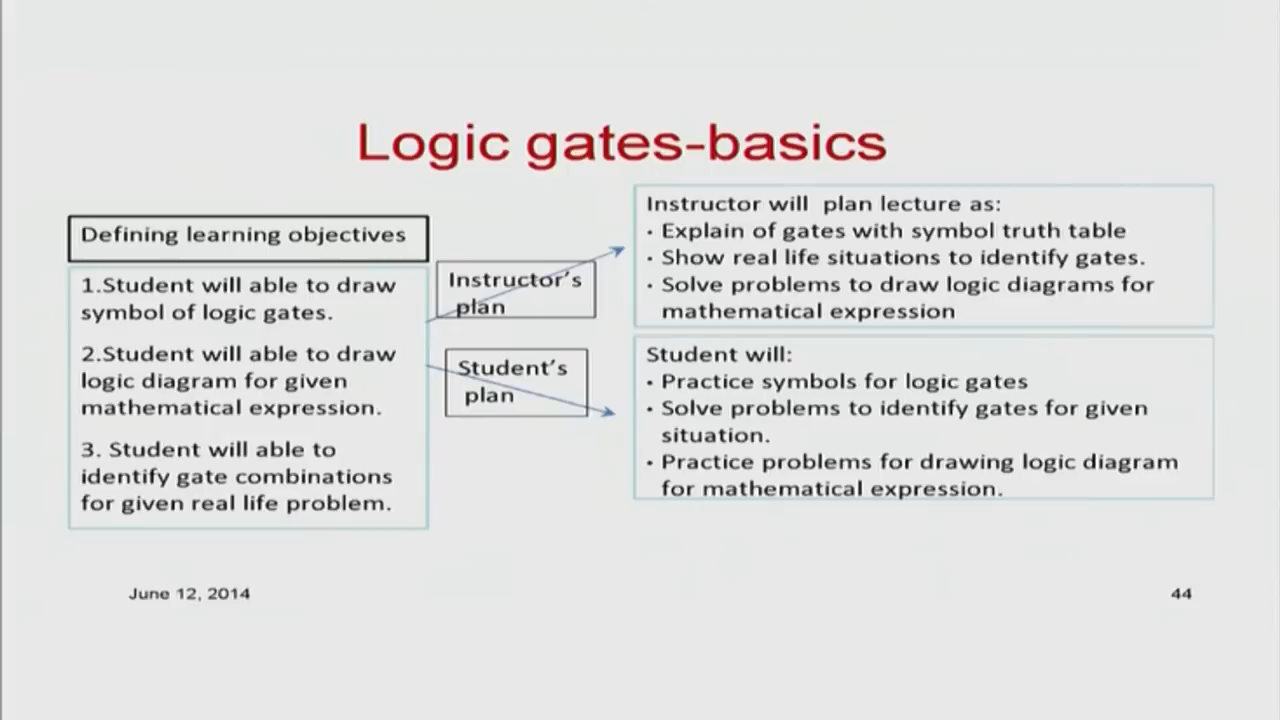 Logic gates-basics
Defining learning objectives
1.Student will able to draw
symbol of logic gates.
2.Student will able to draw
logic diagram for given
mathematical expression.
3. Student will able to
identify gate combinations
for given real life problem.
Instructor's
plan
Student's
plan
Instructor will plan lecture as:
• Explain of gates with symbol truth table
• Show real life situations to identify gates.
• Solve problems to draw logic diagrams for
mathematical expression
Student will:
• Practice symbols for logic gates
• Solve problems to identify gates for given
situation.
• Practice problems for drawing logic diagram
for mathematical expression.
June 12, 2014
44